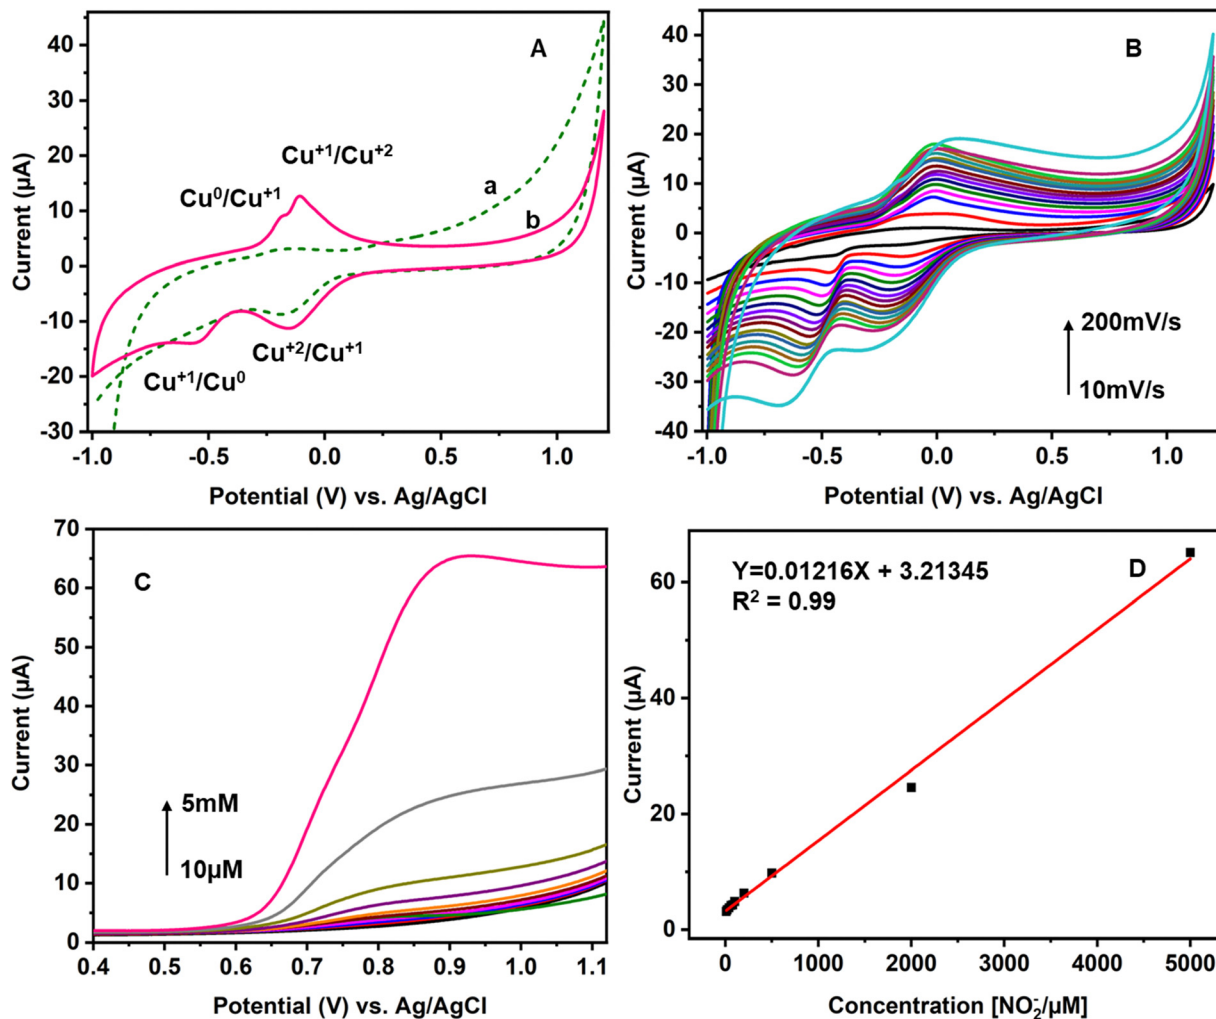 A
Cu⁺¹/Cu⁺²
Cu⁰/Cu⁺¹
a
b
Cu⁺²/Cu⁺¹
Cu⁺¹/Cu⁰
40
30
20
10
0
-10
-20
-30
Current (µA)
-1.0 -0.5 0.0 0.5 1.0
Potential (V) vs. Ag/AgCl
B
200mV/s
10mV/s
40
30
20
10
0
-10
-20
-30
-40
Current (µA)
-1.0 -0.5 0.0 0.5 1.0
Potential (V) vs. Ag/AgCl
C
5mM
10µM
70
60
50
40
30
20
10
0
Current (µA)
0.4 0.5 0.6 0.7 0.8 0.9 1.0 1.1
Potential (V) vs. Ag/AgCl
Y=0.01216X + 3.21345
R² = 0.99
D
60
40
20
0
Current (µA)
0 1000 2000 3000 4000 5000
Concentration [NO₂⁻/µM]